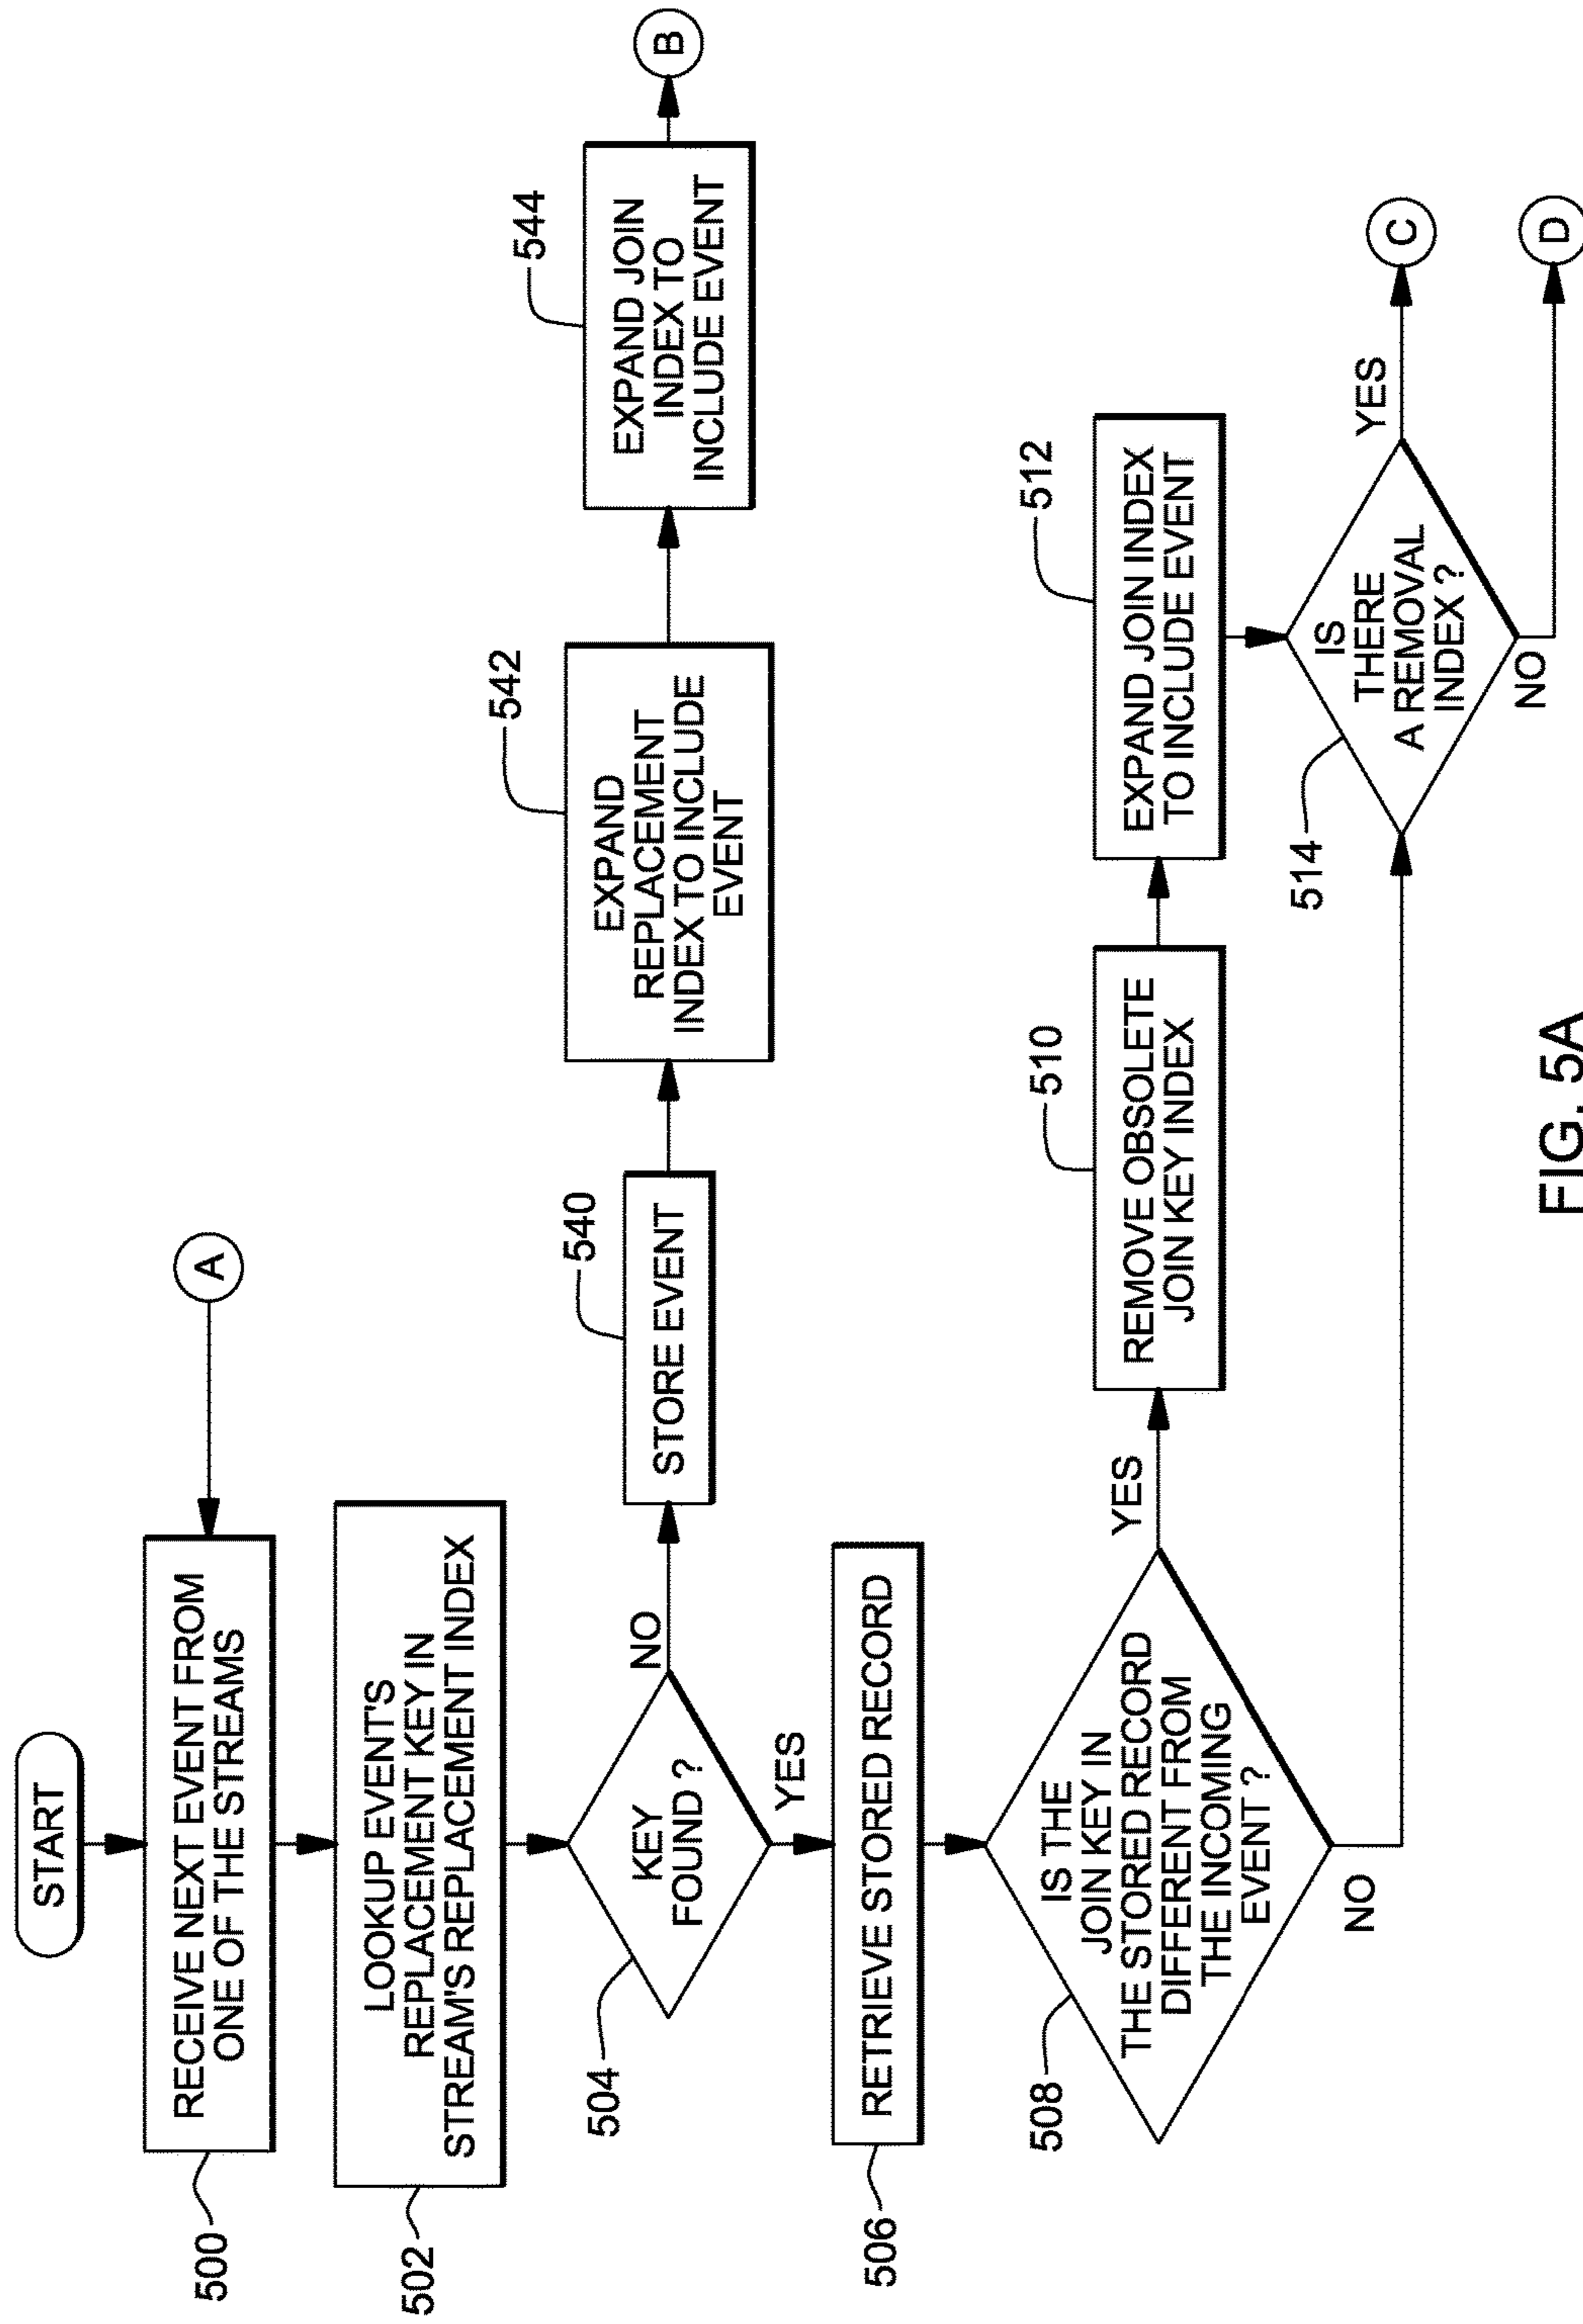 START
A
RECEIVE NEXT EVENT FROM
ONE OF THE STREAMS
500
LOOKUP EVENT'S
REPLACEMENT KEY IN
STREAM'S REPLACEMENT INDEX
502
KEY
FOUND ?
504
NO
YES
STORE EVENT
540
EXPAND
REPLACEMENT
INDEX TO INCLUDE
EVENT
542
EXPAND JOIN
INDEX TO
INCLUDE EVENT
544
B
RETRIEVE STORED RECORD
506
IS THE
JOIN KEY IN
THE STORED RECORD
DIFFERENT FROM
THE INCOMING
EVENT ?
508
YES
NO
REMOVE OBSOLETE
JOIN KEY INDEX
510
EXPAND JOIN INDEX
TO INCLUDE EVENT
512
IS
THERE
A REMOVAL
INDEX ?
514
YES
C
NO
D
FIG. 5A